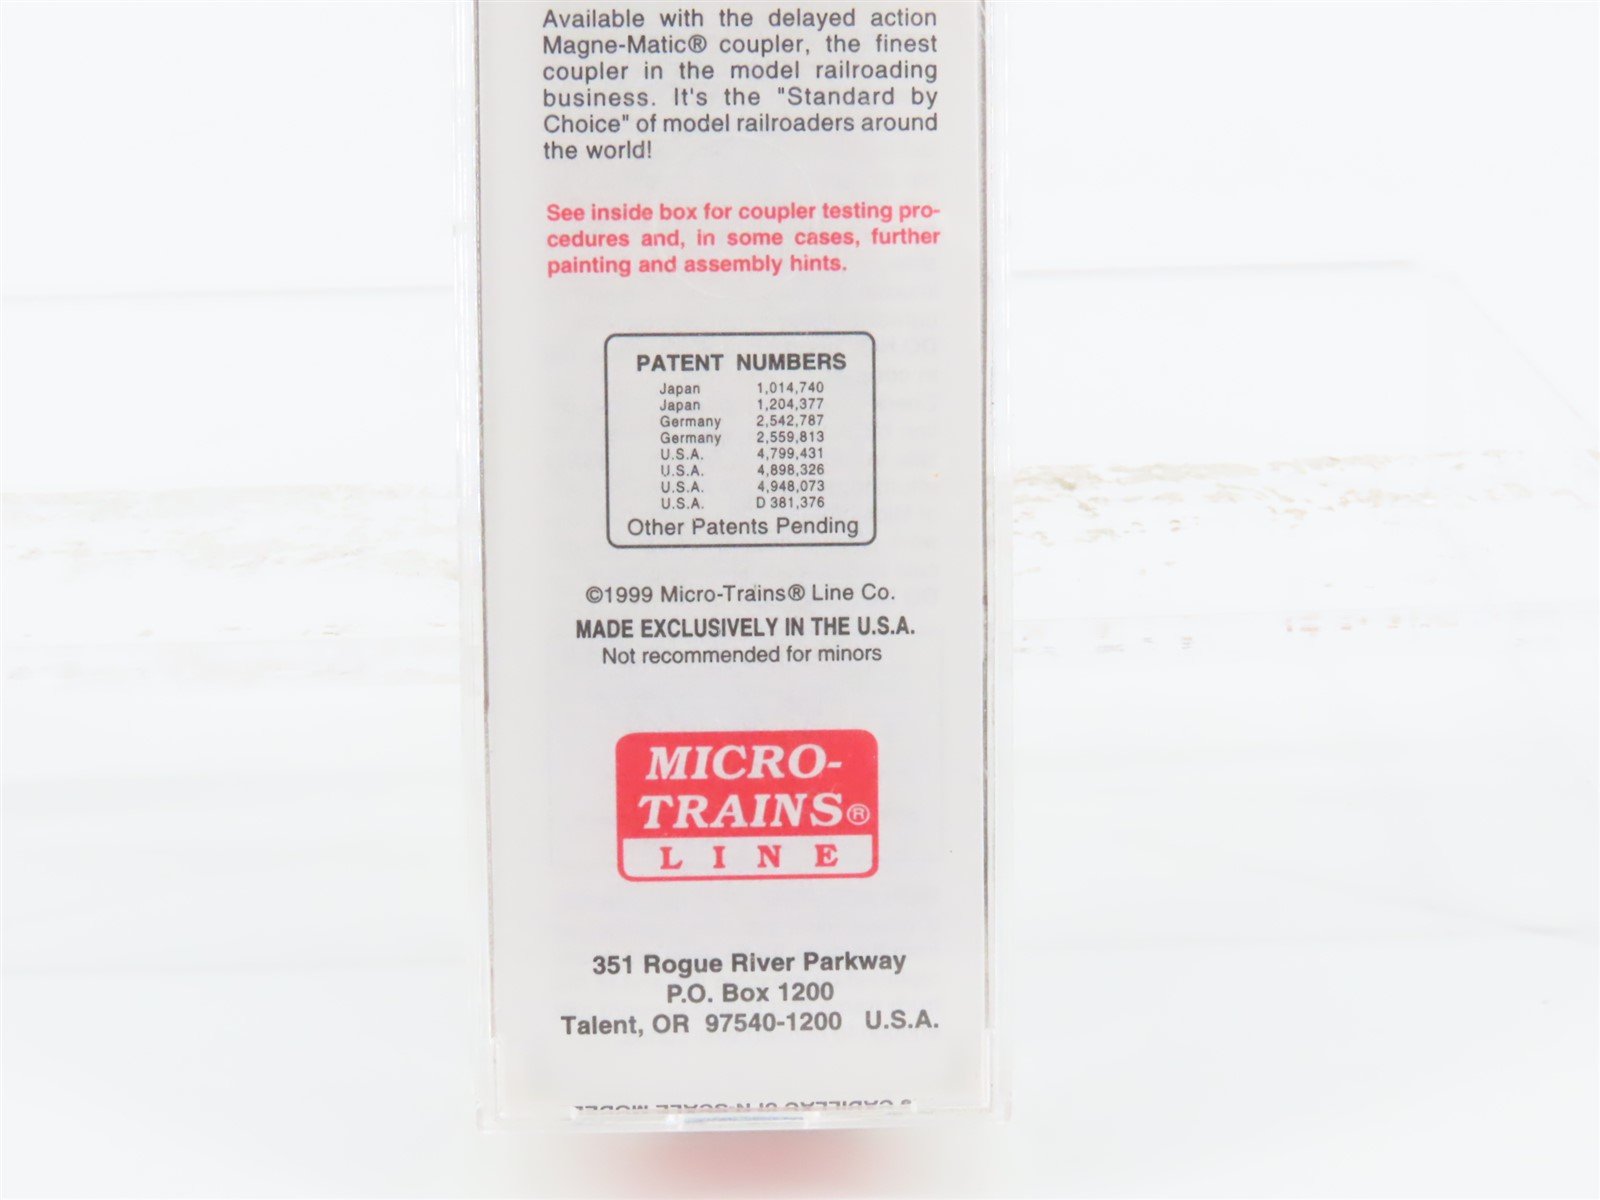 Available with the delayed action
Magne-Matic® coupler, the finest
coupler in the model railroading
business. It's the "Standard by
Choice" of model railroaders around
the world!
See inside box for coupler testing pro-
cedures and, in some cases, further
painting and assembly hints.
PATENT NUMBERS
Japan 1,014,740
Japan 1,204,377
Germany 2,542,787
Germany 2,559,813
U.S.A. 4,799,431
U.S.A. 4,898,326
U.S.A. 4,948,073
U.S.A. D 381,376
Other Patents Pending
©1999 Micro-Trains® Line Co.
MADE EXCLUSIVELY IN THE U.S.A.
Not recommended for minors
MICRO-
TRAINS®
LINE
351 Rogue River Parkway
P.O. Box 1200
Talent, OR 97540-1200 U.S.A.